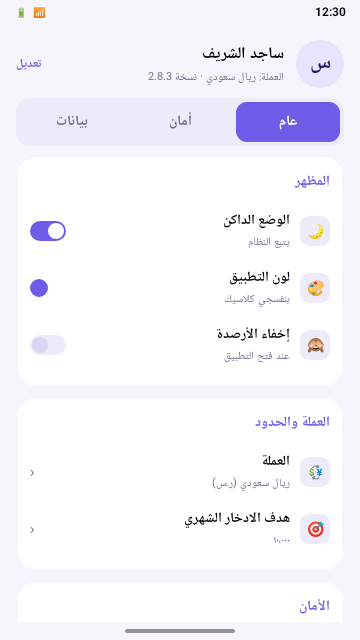 12:30
س
ساجد الشريف
العملة: ريال سعودي · نسخة 2.8.3
تعديل
عام
أمان
بيانات
المظهر
الوضع الداكن
يتبع النظام
لون التطبيق
بنفسجي كلاسيك
إخفاء الأرصدة
عند فتح التطبيق
العملة والحدود
العملة
ريال سعودي (ر.س)
هدف الادخار الشهري
١٠٬٠٠٠
الأمان